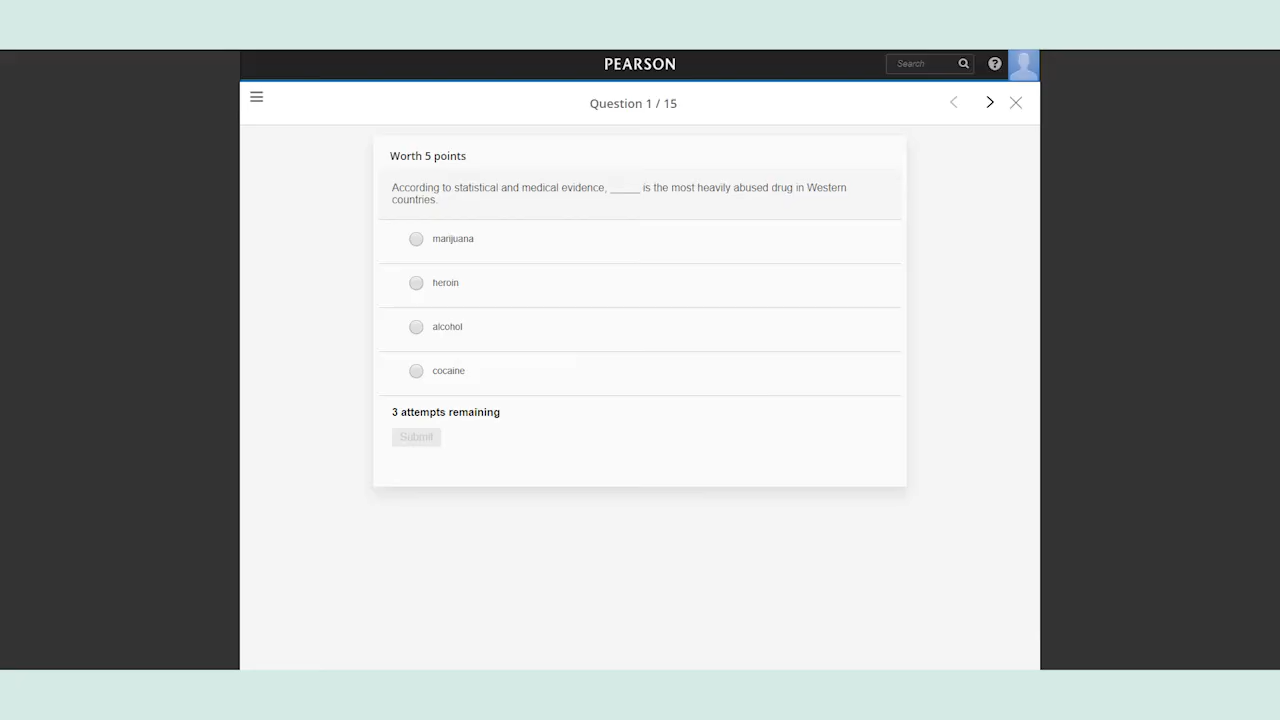 PEARSON
Search
Question 1 / 15
Worth 5 points
According to statistical and medical evidence, _____ is the most heavily abused drug in Western
countries.
marijuana
heroin
alcohol
cocaine
3 attempts remaining
Submit